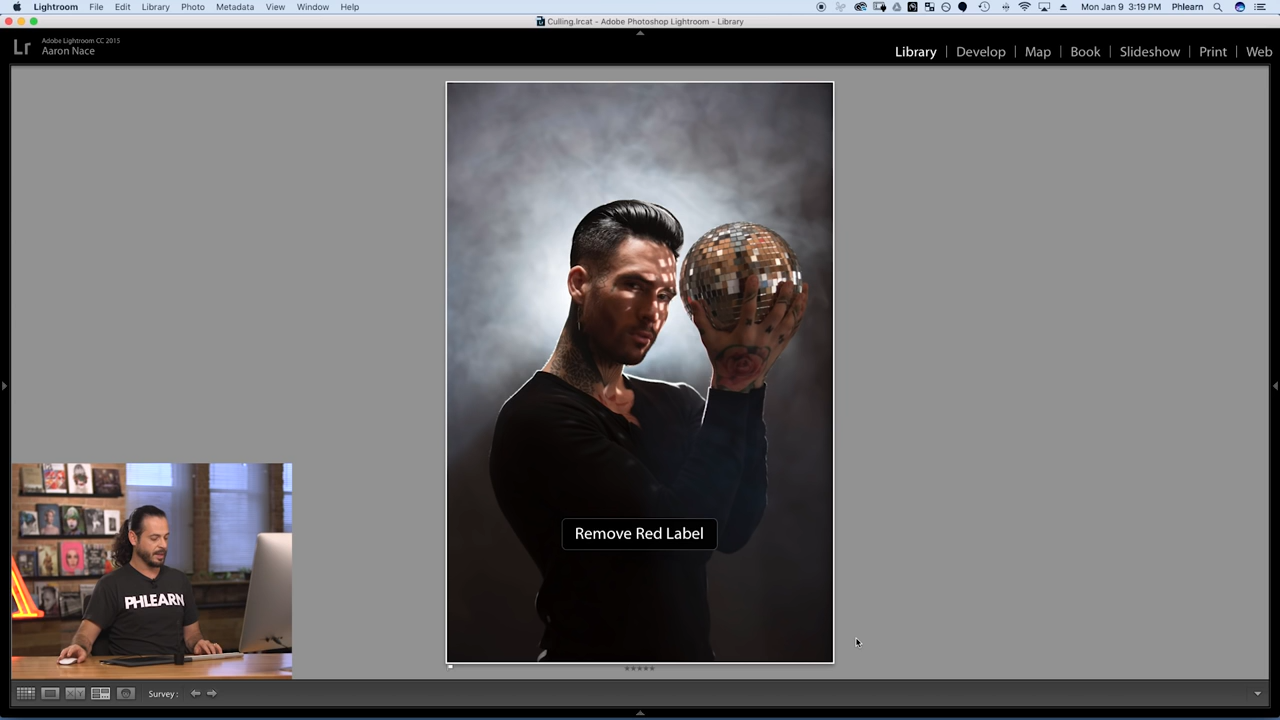 Lightroom File Edit Library Photo Metadata View Window Help Mon Jan 9 3:19 PM Phlearn
Culling.lrcat - Adobe Photoshop Lightroom - Library
Lr Adobe Lightroom CC 2015
Aaron Nace
Library | Develop | Map | Book | Slideshow | Print | Web
Remove Red Label
PHLEARN
Survey :